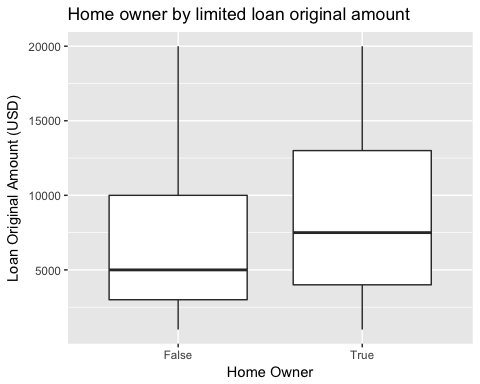 Home owner by limited loan original amount
Loan Original Amount (USD)
20000
15000
10000
5000
False True
Home Owner